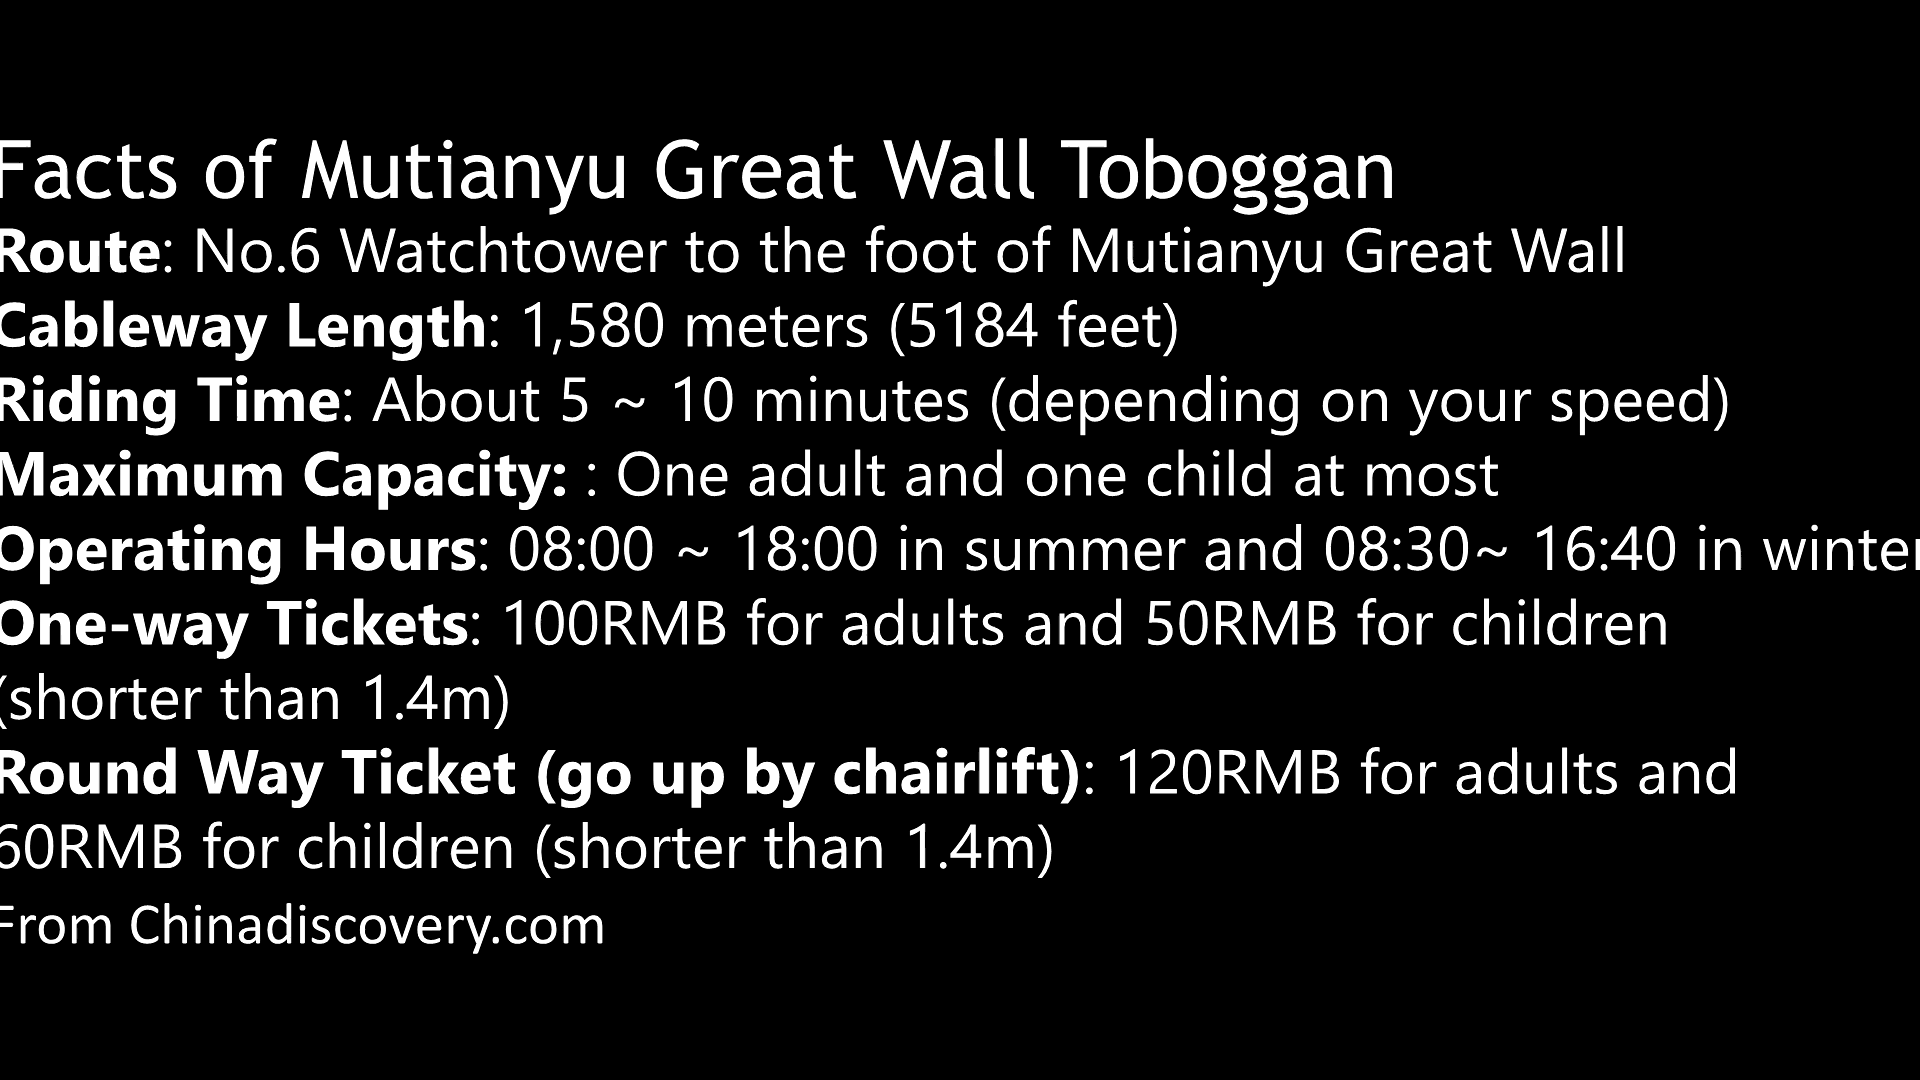 Facts of Mutianyu Great Wall Toboggan
Route: No.6 Watchtower to the foot of Mutianyu Great Wall
Cableway Length: 1,580 meters (5184 feet)
Riding Time: About 5 ~ 10 minutes (depending on your speed)
Maximum Capacity: : One adult and one child at most
Operating Hours: 08:00 ~ 18:00 in summer and 08:30~ 16:40 in winter
One-way Tickets: 100RMB for adults and 50RMB for children
(shorter than 1.4m)
Round Way Ticket (go up by chairlift): 120RMB for adults and
60RMB for children (shorter than 1.4m)
From Chinadiscovery.com